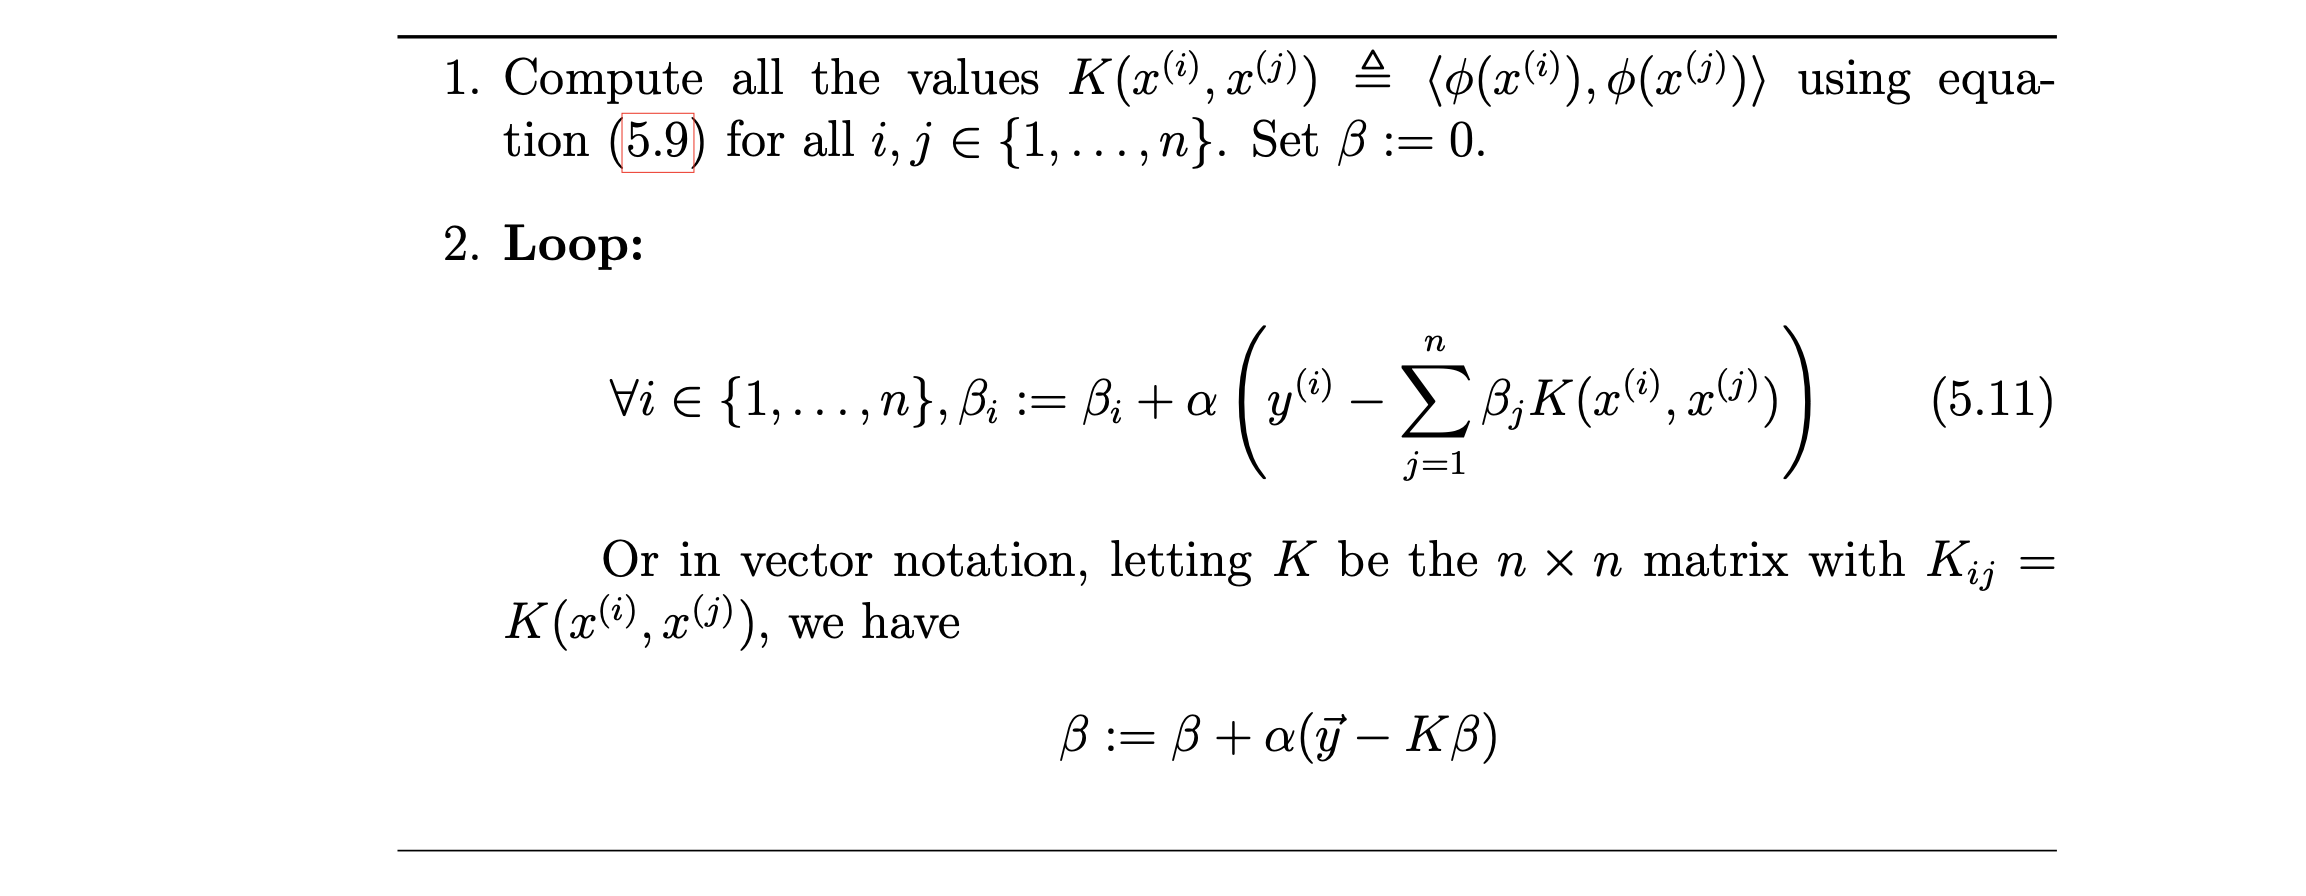 1. Compute all the values K(x^{(i)}, x^{(j)}) ≜ ⟨ϕ(x^{(i)}), ϕ(x^{(j)})⟩ using equa-
tion (5.9) for all i, j ∈ {1, . . . , n}. Set β := 0.
2. Loop:
∀i ∈ {1, . . . , n}, β_i := β_i + α ( y^{(i)} − ∑_{j=1}^{n} β_j K(x^{(i)}, x^{(j)}) ) (5.11)
Or in vector notation, letting K be the n × n matrix with K_{ij} =
K(x^{(i)}, x^{(j)}), we have
β := β + α(y⃗ − Kβ)